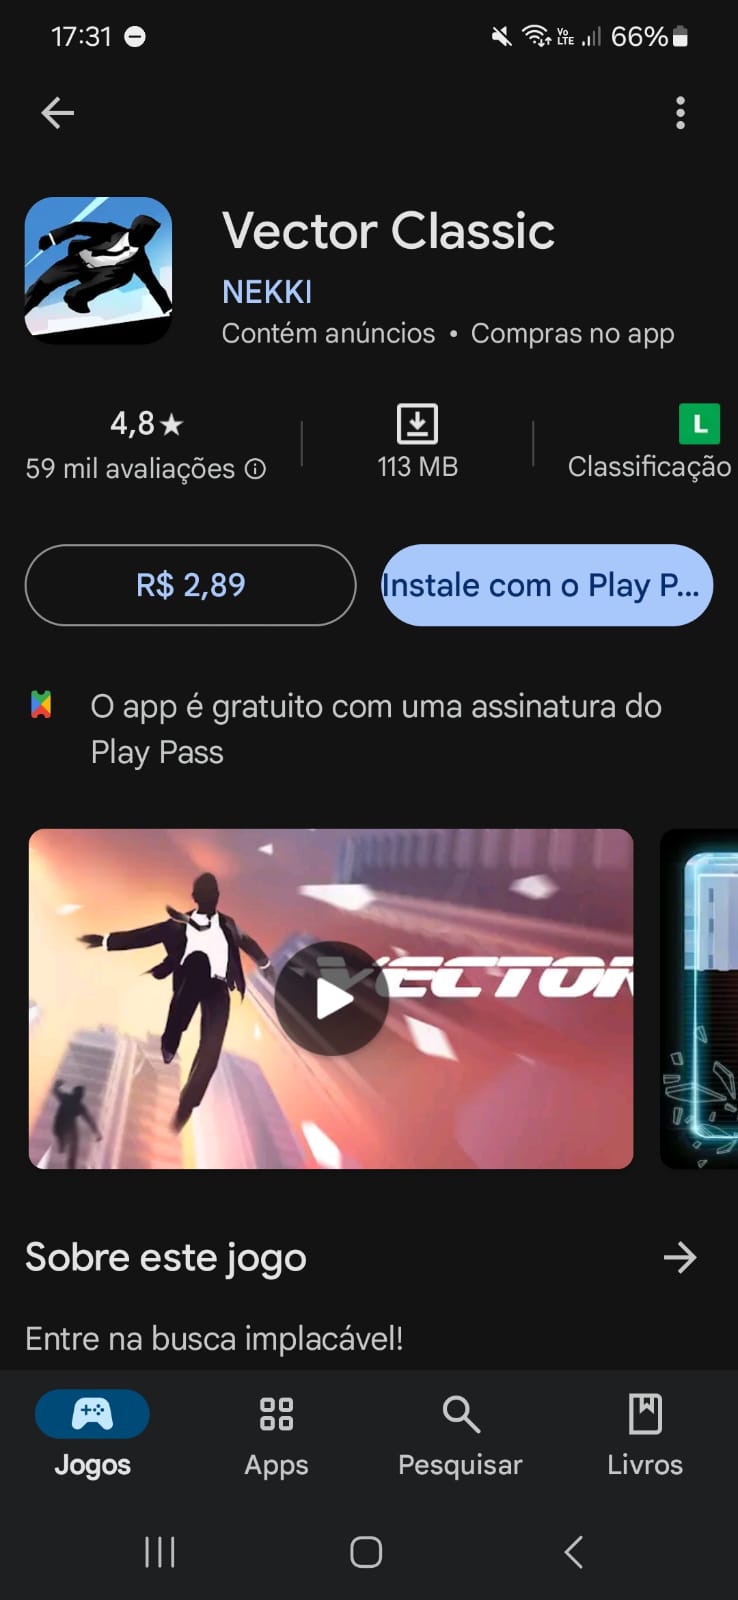 17:31
Vo LTE 66%
Vector Classic
NEKKI
Contém anúncios • Compras no app
4,8★
L
59 mil avaliações
113 MB
Classificação
R$ 2,89
Instale com o Play P...
O app é gratuito com uma assinatura do
Play Pass
VECTOR
Sobre este jogo
Entre na busca implacável!
Jogos
Apps
Pesquisar
Livros